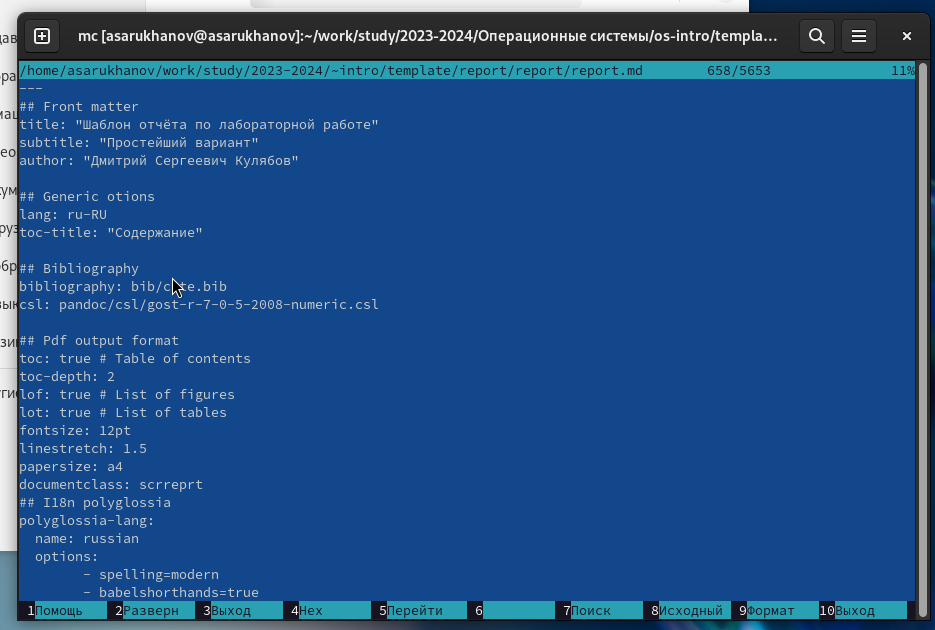 mc [asarukhanov@asarukhanov]:~/work/study/2023-2024/Операционные системы/os-intro/templa…
/home/asarukhanov/work/study/2023-2024/~intro/template/report/report/report.md 658/5653 11%
---
## Front matter
title: "Шаблон отчёта по лабораторной работе"
subtitle: "Простейший вариант"
author: "Дмитрий Сергеевич Кулябов"
## Generic otions
lang: ru-RU
toc-title: "Содержание"
## Bibliography
bibliography: bib/cite.bib
csl: pandoc/csl/gost-r-7-0-5-2008-numeric.csl
## Pdf output format
toc: true # Table of contents
toc-depth: 2
lof: true # List of figures
lot: true # List of tables
fontsize: 12pt
linestretch: 1.5
papersize: a4
documentclass: scrreprt
## I18n polyglossia
polyglossia-lang:
  name: russian
  options:
        - spelling=modern
        - babelshorthands=true
1Помощь 2Разверн 3Выход 4Hex 5Перейти 6 7Поиск 8Исходный 9Формат 10Выход